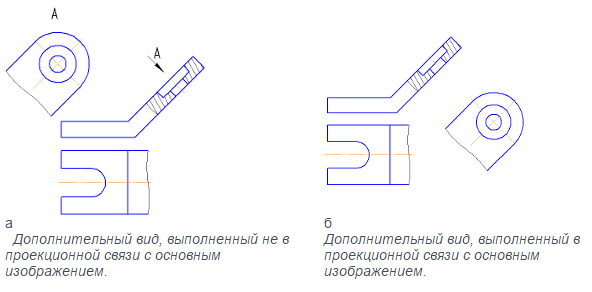 А
А
а
Дополнительный вид, выполненный не в
проекционной связи с основным
изображением.
б
Дополнительный вид, выполненный в
проекционной связи с основным
изображением.